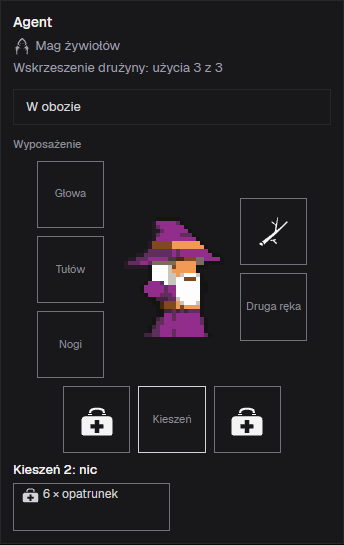 Agent
Mag żywiołów
Wskrzeszenie drużyny: użycia 3 z 3
W obozie
Wyposażenie
Głowa
Tułów
Druga ręka
Nogi
Kieszeń
Kieszeń 2: nic
6 × opatrunek